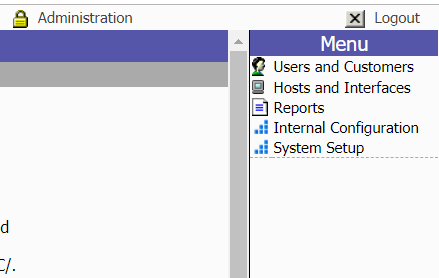 Administration
Logout
Menu
Users and Customers
Hosts and Interfaces
Reports
Internal Configuration
System Setup
d
C/.